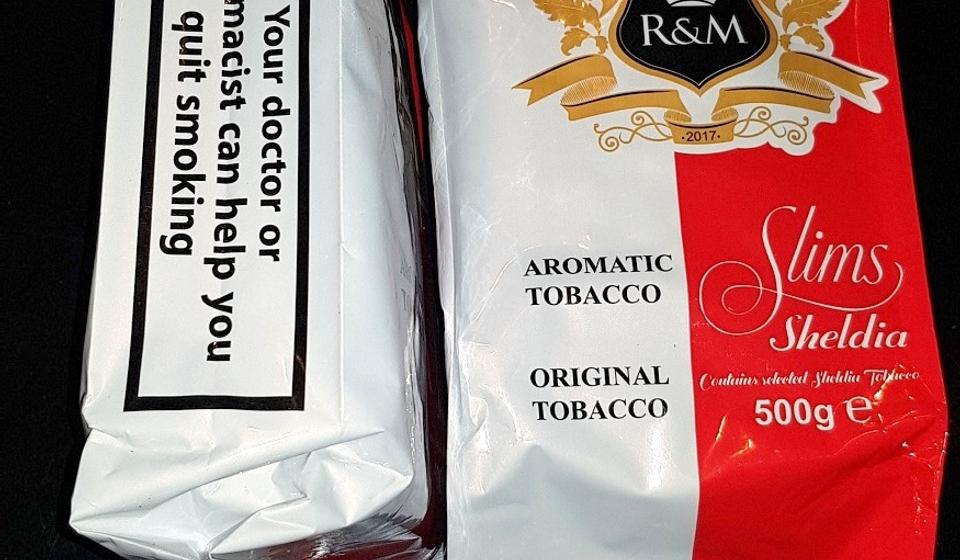 Your doctor or
macist can help you
quit smoking
R&M
·2017·
AROMATIC
TOBACCO
ORIGINAL
TOBACCO
Slims
Sheldia
Contains selected Sheldia Tobacco
500g e